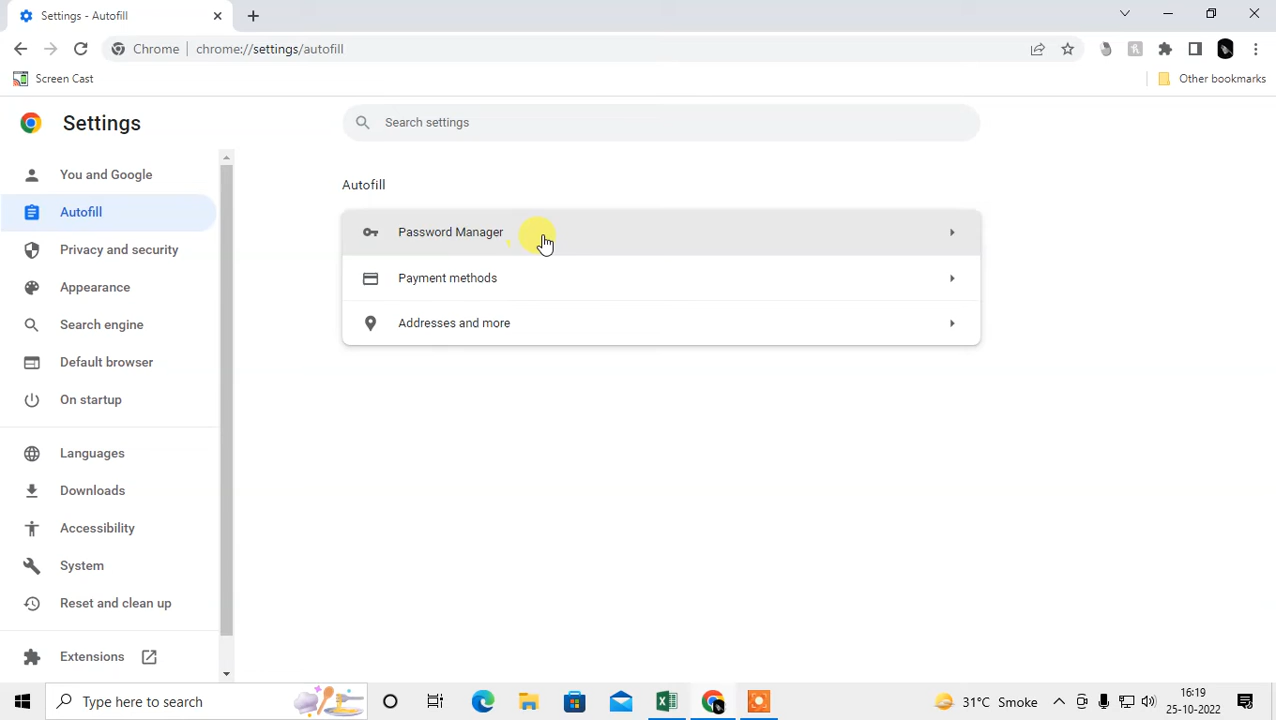 Settings - Autofill
Chrome chrome://settings/autofill
Screen Cast
Other bookmarks
Settings
Search settings
You and Google
Autofill
Privacy and security
Appearance
Search engine
Default browser
On startup
Languages
Downloads
Accessibility
System
Reset and clean up
Extensions
Autofill
Password Manager
Payment methods
Addresses and more
Type here to search
31°C Smoke
16:19
25-10-2022